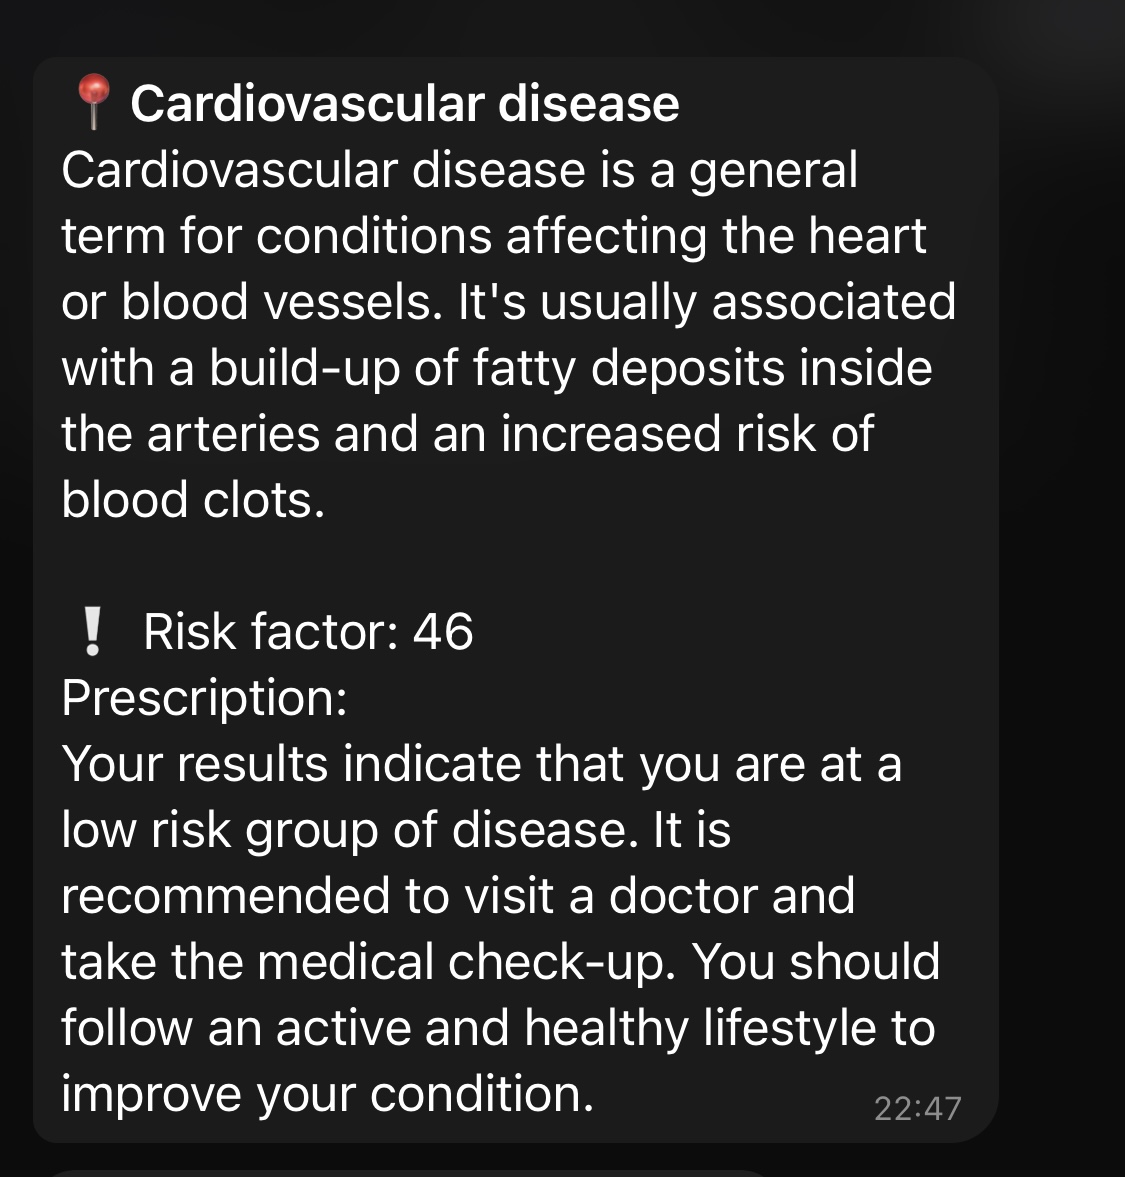 📍 Cardiovascular disease
Cardiovascular disease is a general
term for conditions affecting the heart
or blood vessels. It's usually associated
with a build-up of fatty deposits inside
the arteries and an increased risk of
blood clots.
❕ Risk factor: 46
Prescription:
Your results indicate that you are at a
low risk group of disease. It is
recommended to visit a doctor and
take the medical check-up. You should
follow an active and healthy lifestyle to
improve your condition.
22:47